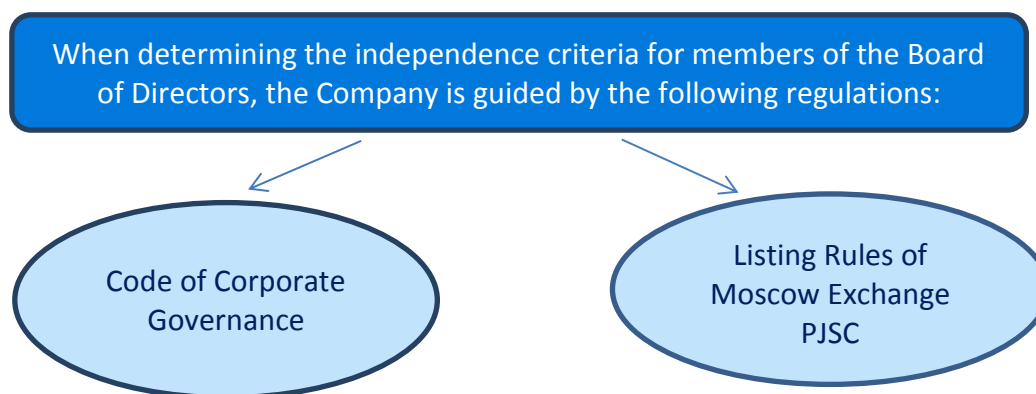 When determining the independence criteria for members of the Board
of Directors, the Company is guided by the following regulations:
Code of Corporate
Governance
Listing Rules of
Moscow Exchange
PJSC